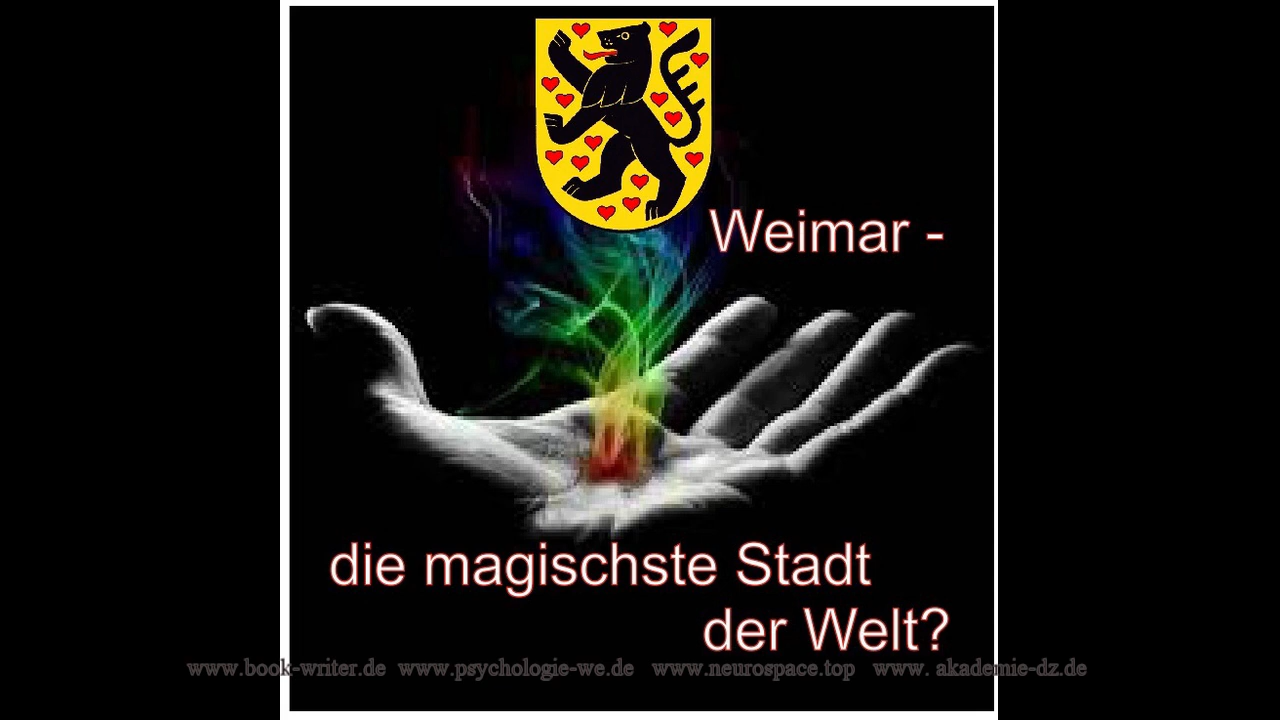 Weimar -
die magischste Stadt
der Welt?
www.book-writer.de www.psychologie-we.de www.neurospace.top www. akademie-dz.de